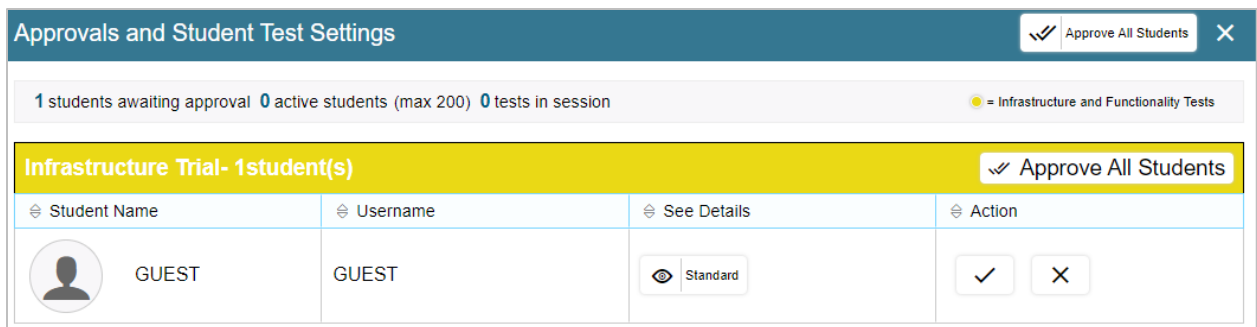 Approvals and Student Test Settings Approve All Students
1 students awaiting approval 0 active students (max 200) 0 tests in session = Infrastructure and Functionality Tests
Infrastructure Trial- 1student(s) Approve All Students
Student Name Username See Details Action
GUEST GUEST Standard